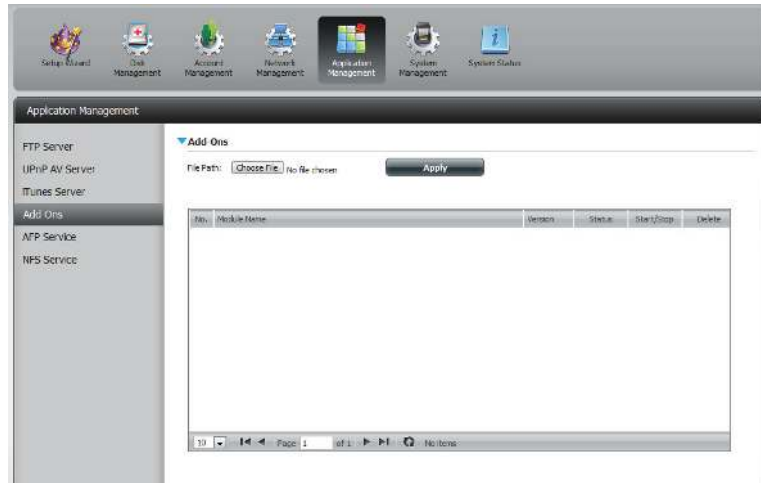 Setup Wizard
Disk Management
Account Management
Network Management
Application Management
System Management
System Status
Application Management
FTP Server
UPnP AV Server
iTunes Server
Add Ons
AFP Service
NFS Service
Add-Ons
File Path: Choose File No file chosen Apply
No. Module Name Version Status Start/Stop Delete
10 Page 1 of 1 No items